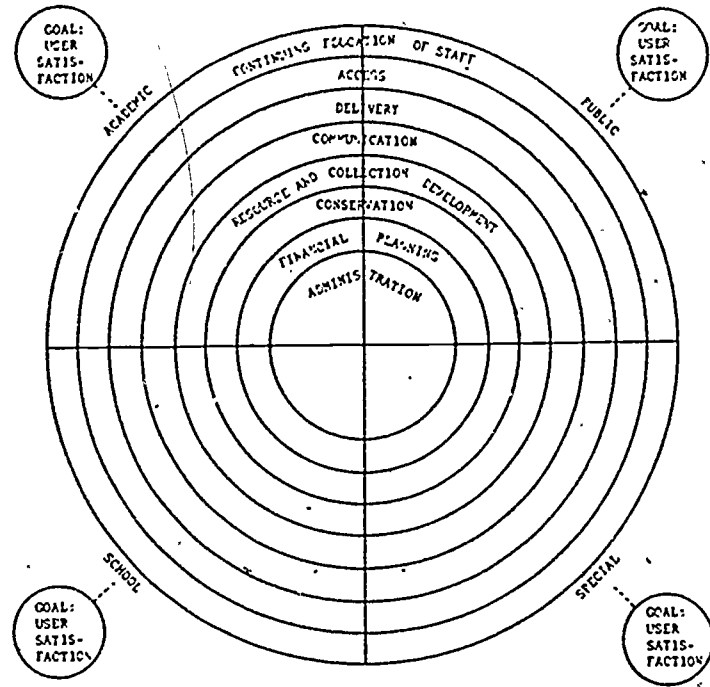 GOAL:
USER
SATIS-
FACTION
GOAL:
USER
SATIS-
FACTION
CONTINUING EDUCATION OF STAFF
ACCESS
ACADEMIC
PUBLIC
DELIVERY
COMMUNICATION
RESOURCE AND COLLECTION DEVELOPMENT
CONSERVATION
FINANCIAL PLANNING
ADMINISTRATION
SCHOOL
SPECIAL
GOAL:
USER
SATIS-
FACTION
GOAL:
USER
SATIS-
FACTION